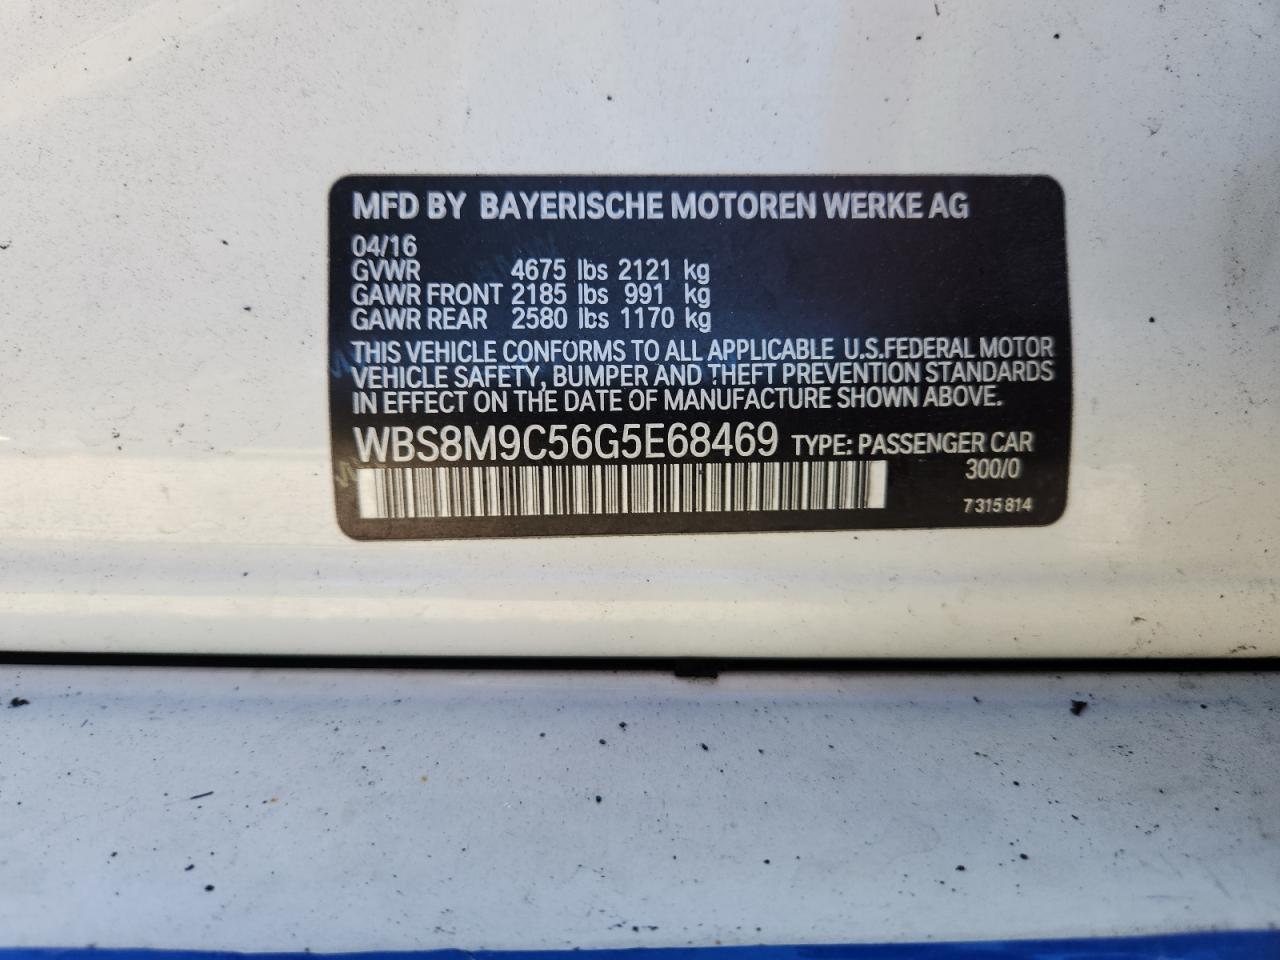 MFD BY BAYERISCHE MOTOREN WERKE AG
04/16
GVWR 4675 lbs 2121 kg
GAWR FRONT 2185 lbs 991 kg
GAWR REAR 2580 lbs 1170 kg
THIS VEHICLE CONFORMS TO ALL APPLICABLE U.S.FEDERAL MOTOR
VEHICLE SAFETY, BUMPER AND THEFT PREVENTION STANDARDS
IN EFFECT ON THE DATE OF MANUFACTURE SHOWN ABOVE.
WBS8M9C56G5E68469 TYPE: PASSENGER CAR
300/0
7 315 814